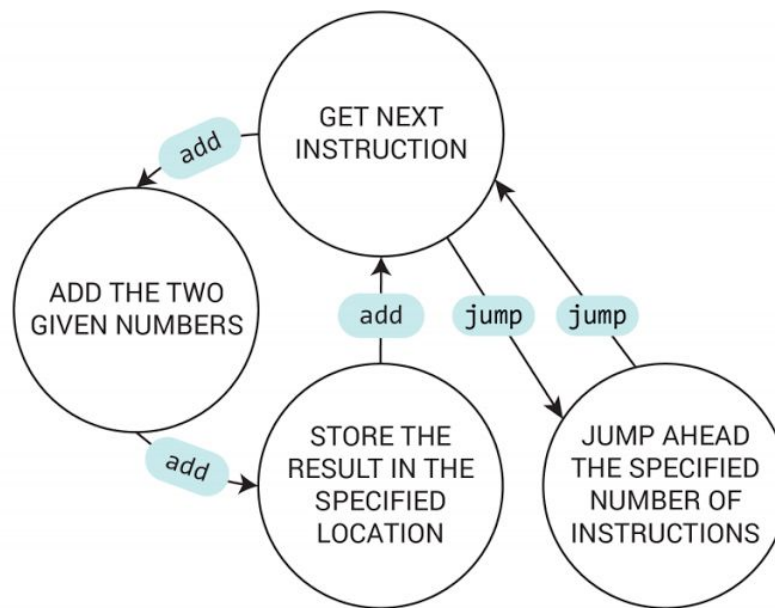 GET NEXT
INSTRUCTION
add
ADD THE TWO
GIVEN NUMBERS
add
STORE THE
RESULT IN THE
SPECIFIED
LOCATION
add
jump
jump
JUMP AHEAD
THE SPECIFIED
NUMBER OF
INSTRUCTIONS